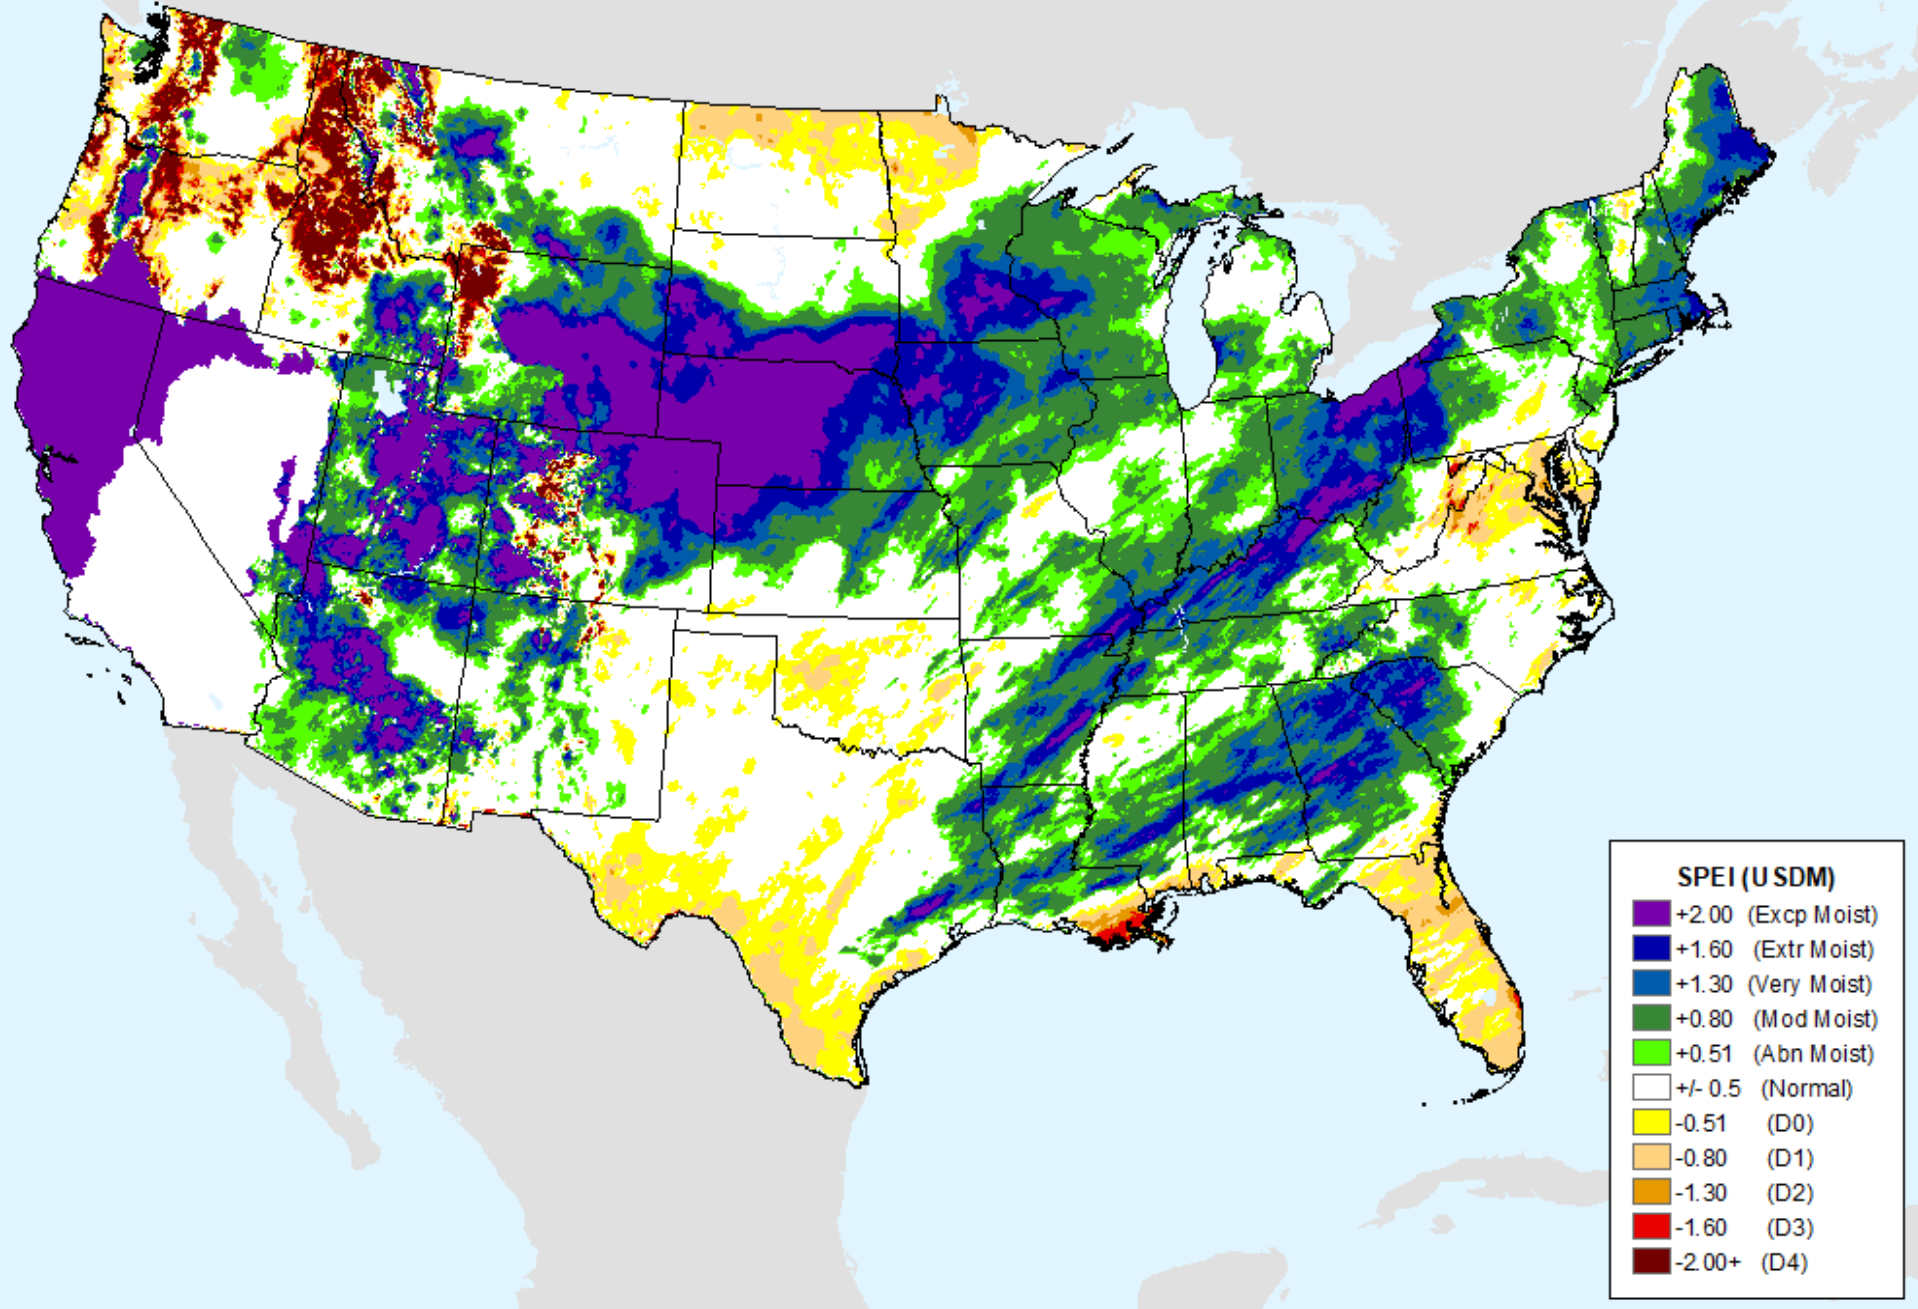 SPEI (USDM)
+2.00 (Excp Moist)
+1.60 (Extr Moist)
+1.30 (Very Moist)
+0.80 (Mod Moist)
+0.51 (Abn Moist)
+/- 0.5 (Normal)
-0.51 (D0)
-0.80 (D1)
-1.30 (D2)
-1.60 (D3)
-2.00+ (D4)